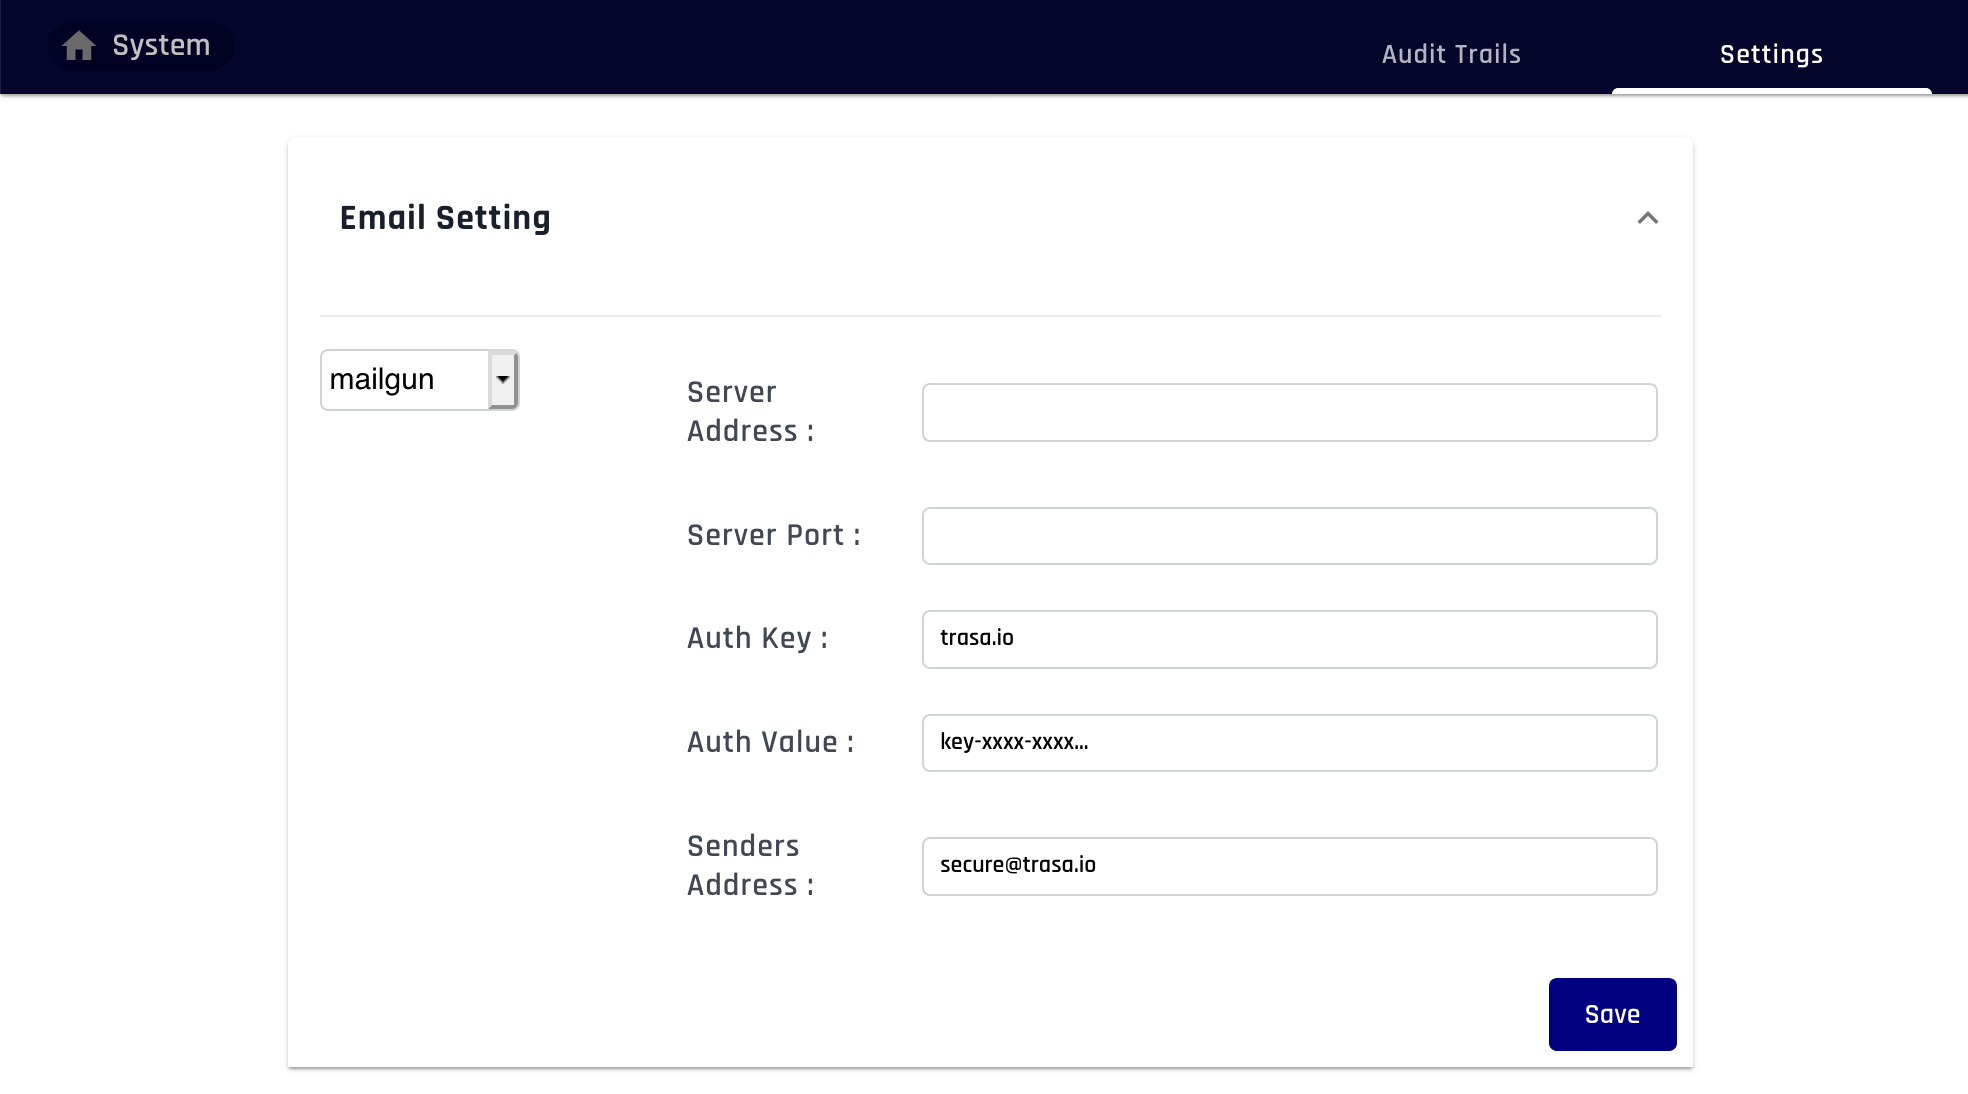 System
Audit Trails
Settings
Email Setting
mailgun
Server
Address :
Server Port :
Auth Key :
trasa.io
Auth Value :
key-xxxx-xxxx...
Senders
Address :
secure@trasa.io
Save